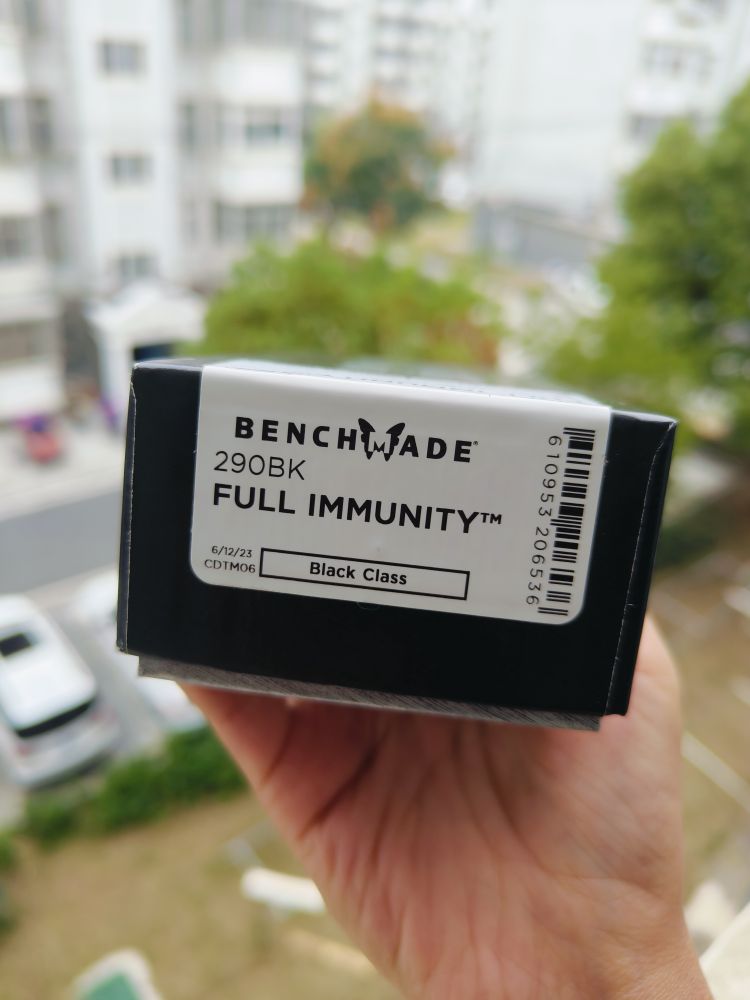 BENCHMADE®
290BK
FULL IMMUNITY™
6/12/23
CDTM06
Black Class
610953 206536